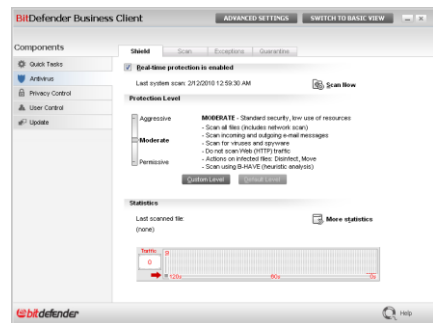 BitDefender Business Client
ADVANCED SETTINGS
SWITCH TO BASIC VIEW
Components
Quick Tasks
Antivirus
Privacy Control
User Control
Update
Shield
Scan
Exceptions
Quarantine
Real-time protection is enabled
Last system scan: 2/12/2010 12:59:30 AM
Scan Now
Protection Level
Aggressive
Moderate
Permissive
MODERATE - Standard security, low use of resources
- Scan all files (includes network scan)
- Scan incoming and outgoing e-mail messages
- Scan for viruses and spyware
- Do not scan Web (HTTP) traffic
- Actions on infected files: Disinfect, Move
- Scan using B-HAVE (heuristic analysis)
Custom Level
Default Level
Statistics
Last scanned file:
(none)
More statistics
Traffic
0
0
120s
60s
0s
bitdefender
Help